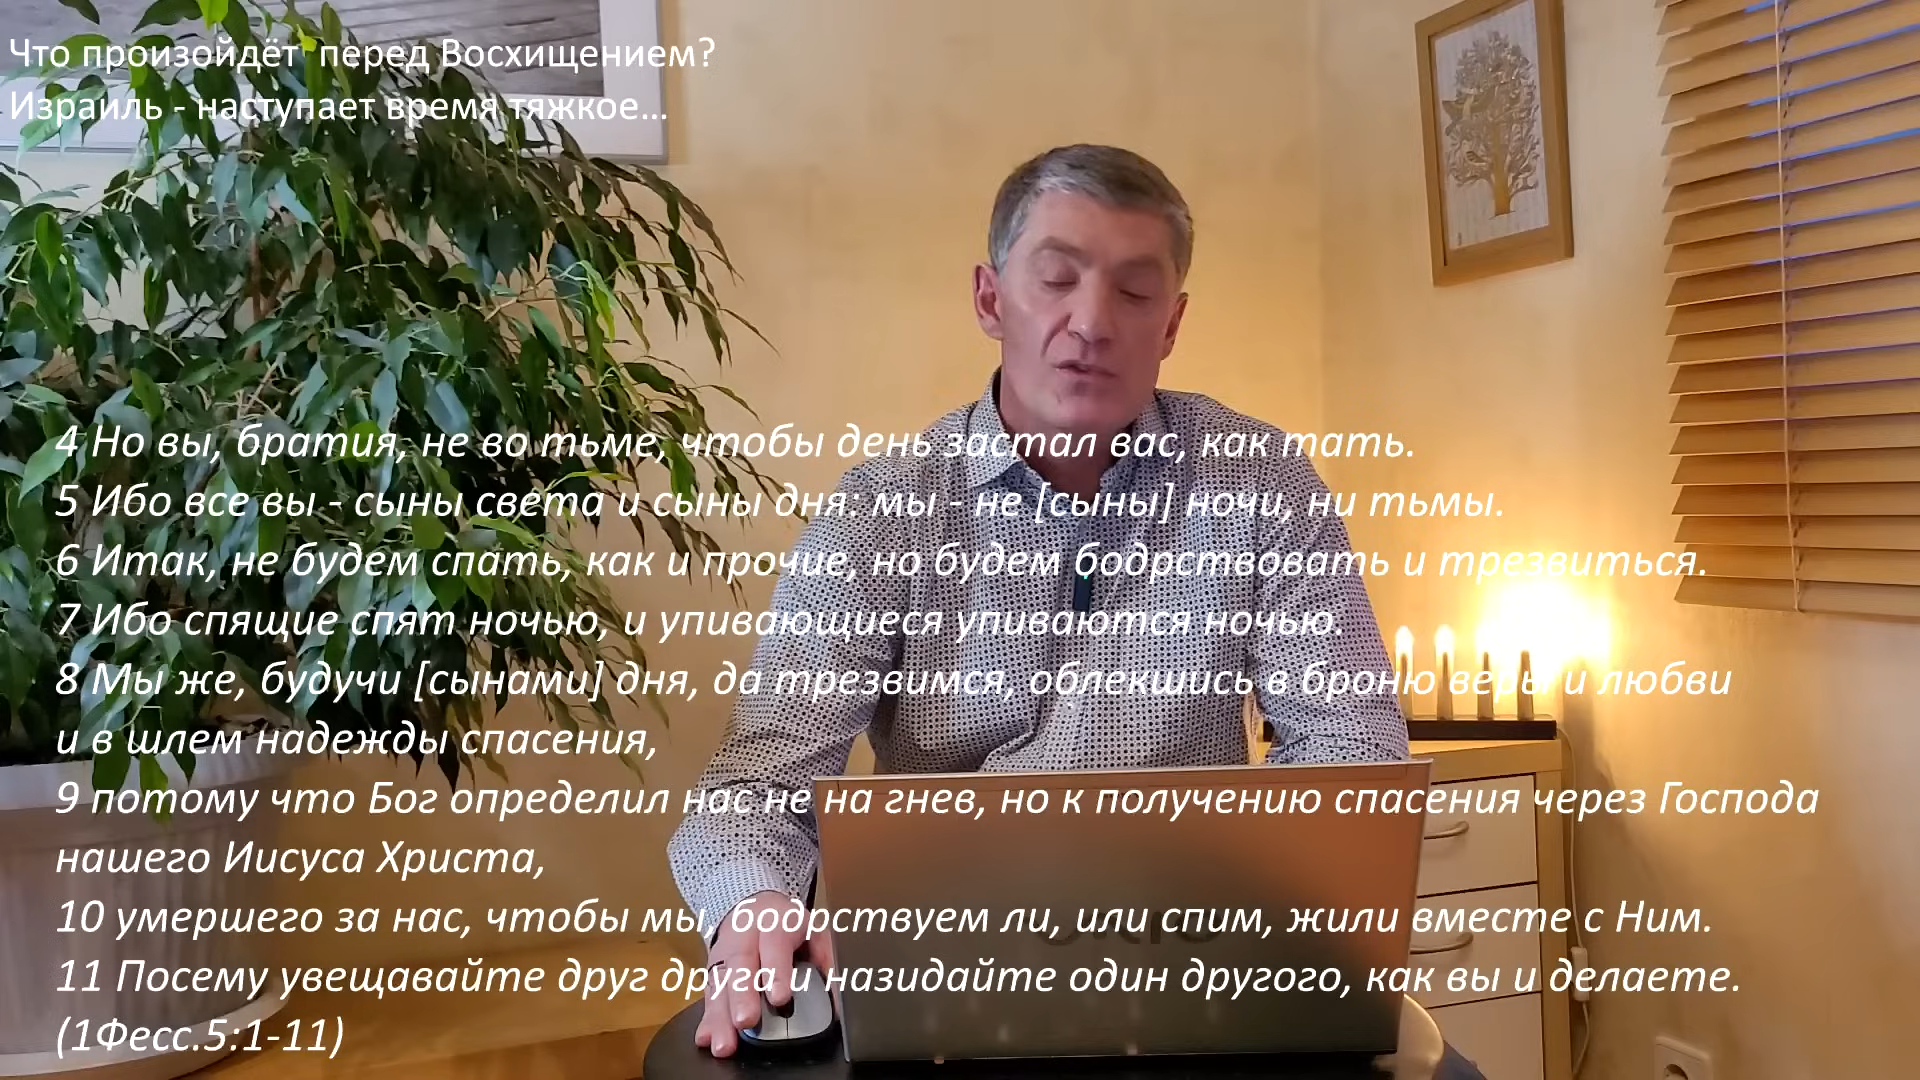 Что произойдёт перед Восхищением?
Израиль - наступает время тяжкое...
4 Но вы, братия, не во тьме, чтобы день застал вас, как тать.
5 Ибо все вы - сыны света и сыны дня: мы - не [сыны] ночи, ни тьмы.
6 Итак, не будем спать, как и прочие, но будем бодрствовать и трезвиться.
7 Ибо спящие спят ночью, и упивающиеся упиваются ночью.
8 Мы же, будучи [сынами] дня, да трезвимся, облекшись в броню веры и любви
и в шлем надежды спасения,
9 потому что Бог определил нас не на гнев, но к получению спасения через Господа
нашего Иисуса Христа,
10 умершего за нас, чтобы мы, бодрствуем ли, или спим, жили вместе с Ним.
11 Посему увещавайте друг друга и назидайте один другого, как вы и делаете.
(1Фесс.5:1-11)